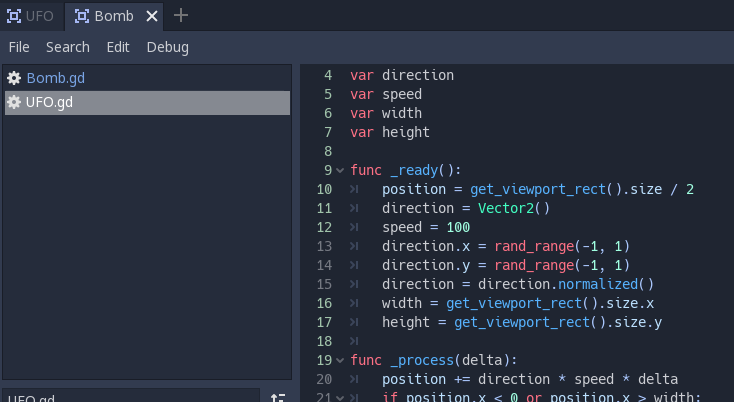 UFO Bomb
File Search Edit Debug
Bomb.gd
UFO.gd
4 var direction
5 var speed
6 var width
7 var height
8
9 func _ready():
10 position = get_viewport_rect().size / 2
11 direction = Vector2()
12 speed = 100
13 direction.x = rand_range(-1, 1)
14 direction.y = rand_range(-1, 1)
15 direction = direction.normalized()
16 width = get_viewport_rect().size.x
17 height = get_viewport_rect().size.y
18
19 func _process(delta):
20 position += direction * speed * delta
21 if position.x < 0 or position.x > width:
UFO.gd